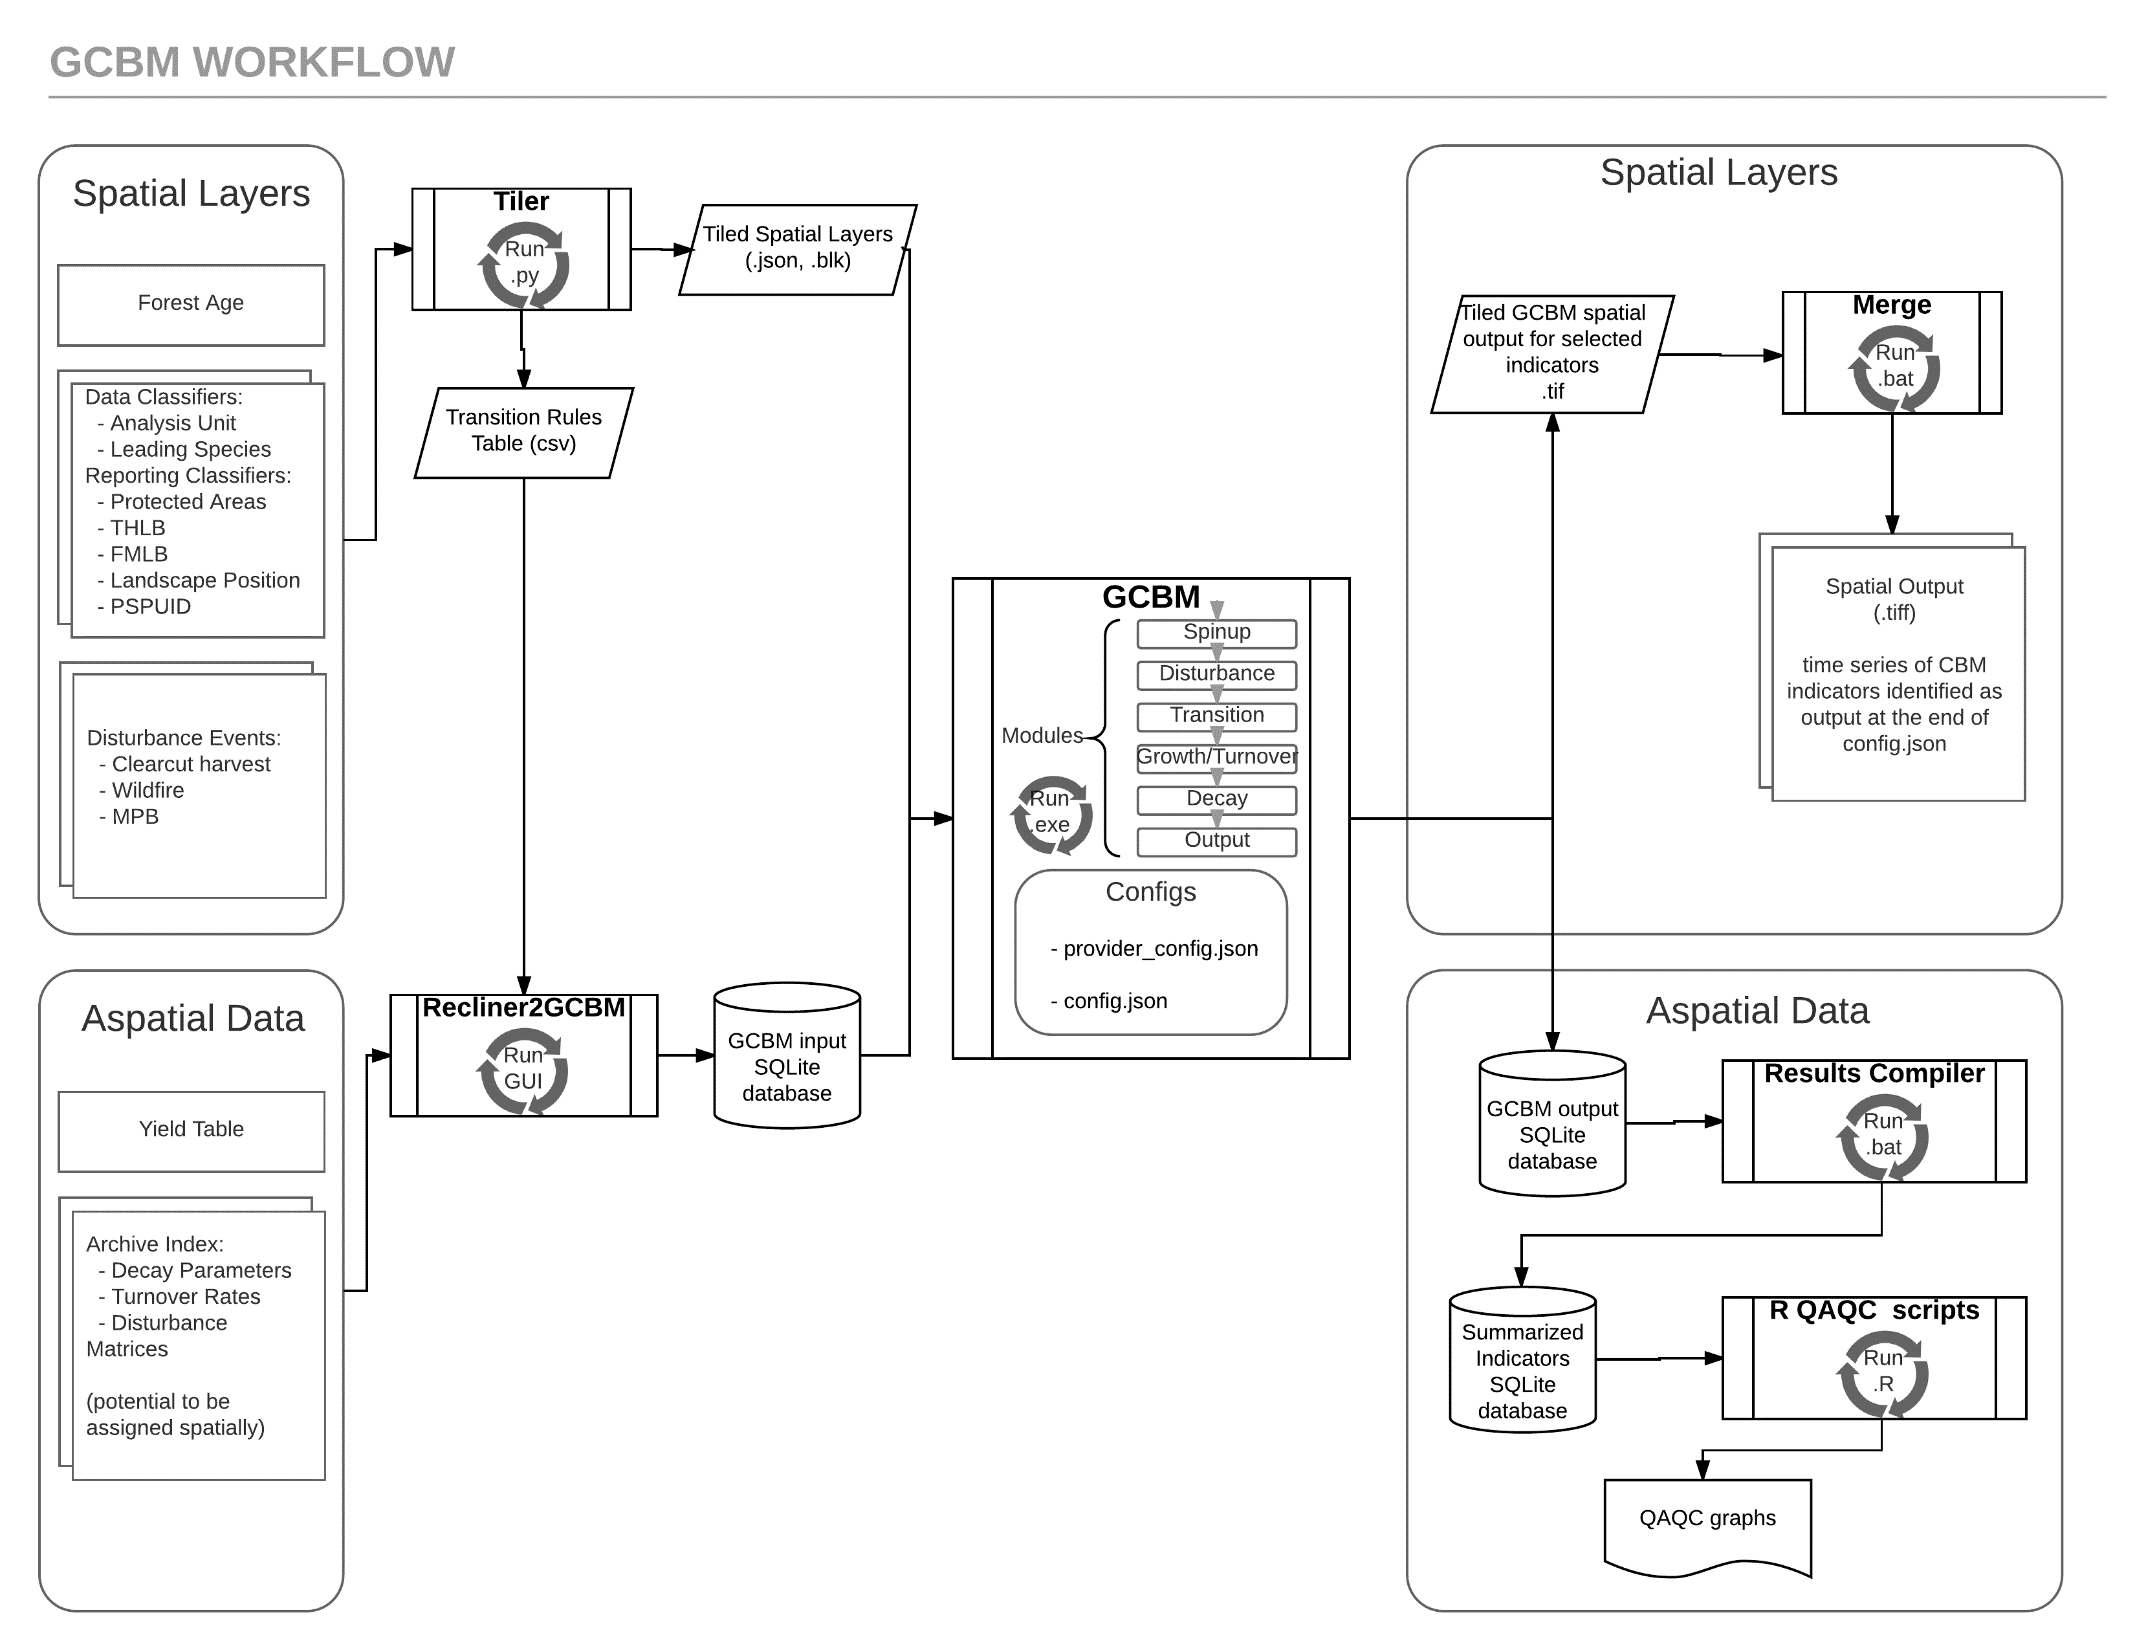 GCBM WORKFLOW
Spatial Layers
Forest Age
Data Classifiers:
- Analysis Unit
- Leading Species
Reporting Classifiers:
- Protected Areas
- THLB
- FMLB
- Landscape Position
- PSPUID
Disturbance Events:
- Clearcut harvest
- Wildfire
- MPB
Aspatial Data
Yield Table
Archive Index:
- Decay Parameters
- Turnover Rates
- Disturbance
Matrices
(potential to be
assigned spatially)
Tiler
Run
.py
Tiled Spatial Layers
(.json, .blk)
Transition Rules
Table (csv)
Recliner2GCBM
Run
GUI
GCBM input
SQLite
database
GCBM
Spinup
Disturbance
Transition
Modules
Growth/Turnover
Decay
Output
Run
.exe
Configs
- provider_config.json
- config.json
Spatial Layers
Tiled GCBM spatial
output for selected
indicators
.tif
Merge
Run
.bat
Spatial Output
(.tiff)
time series of CBM
indicators identified as
output at the end of
config.json
Aspatial Data
GCBM output
SQLite
database
Results Compiler
Run
.bat
Summarized
Indicators
SQLite
database
R QAQC  scripts
Run
.R
QAQC graphs